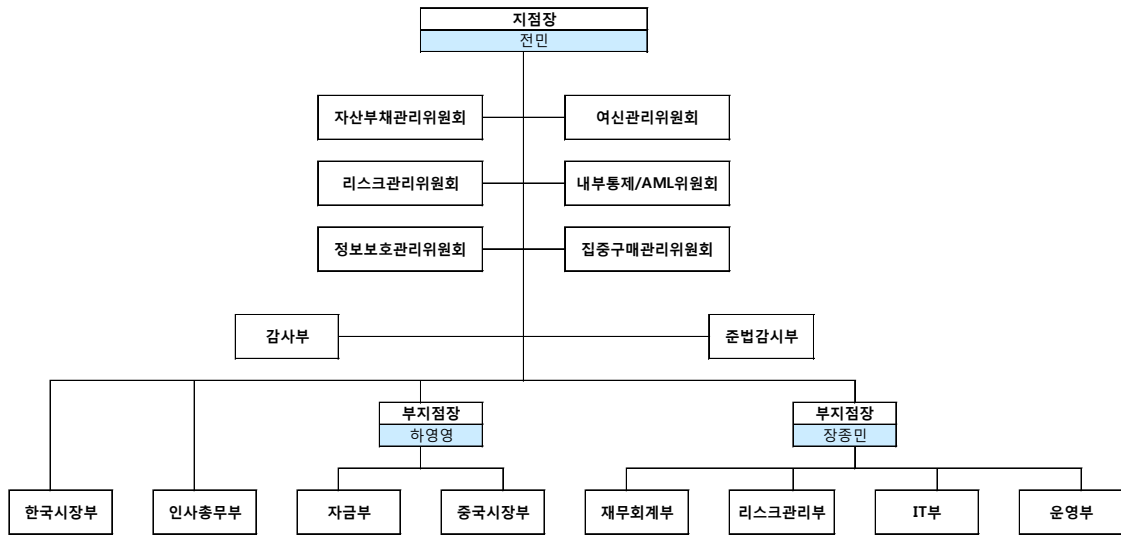 지점장
전민
자산부채관리위원회
여신관리위원회
리스크관리위원회
내부통제/AML위원회
정보보호관리위원회
집중구매관리위원회
감사부
준법감시부
부지점장
하영영
부지점장
장종민
한국시장부
인사총무부
자금부
중국시장부
재무회계부
리스크관리부
IT부
운영부